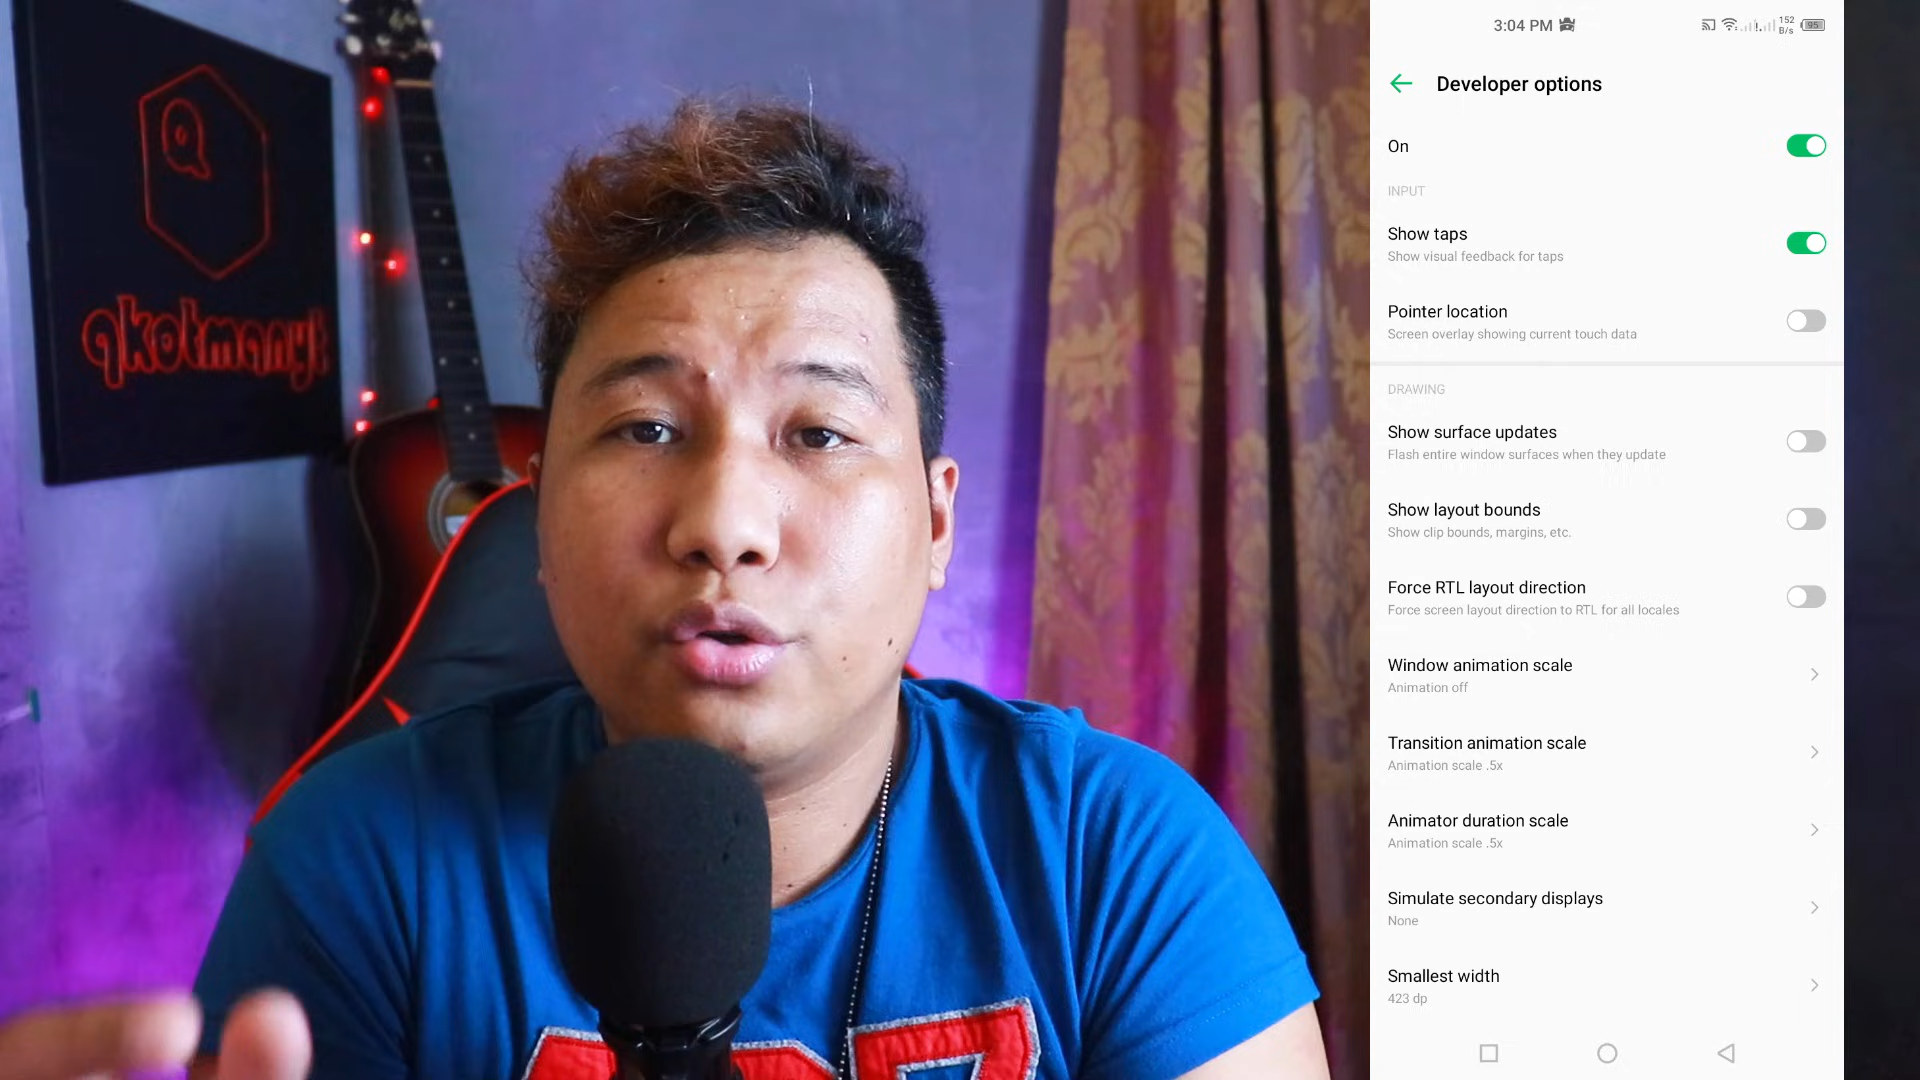 qkotmanyt
3:04 PM
152
B/s
95
Developer options
On
INPUT
Show taps
Show visual feedback for taps
Pointer location
Screen overlay showing current touch data
DRAWING
Show surface updates
Flash entire window surfaces when they update
Show layout bounds
Show clip bounds, margins, etc.
Force RTL layout direction
Force screen layout direction to RTL for all locales
Window animation scale
Animation off
Transition animation scale
Animation scale .5x
Animator duration scale
Animation scale .5x
Simulate secondary displays
None
Smallest width
423 dp